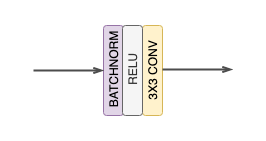 BATCHNORM
RELU
3X3 CONV